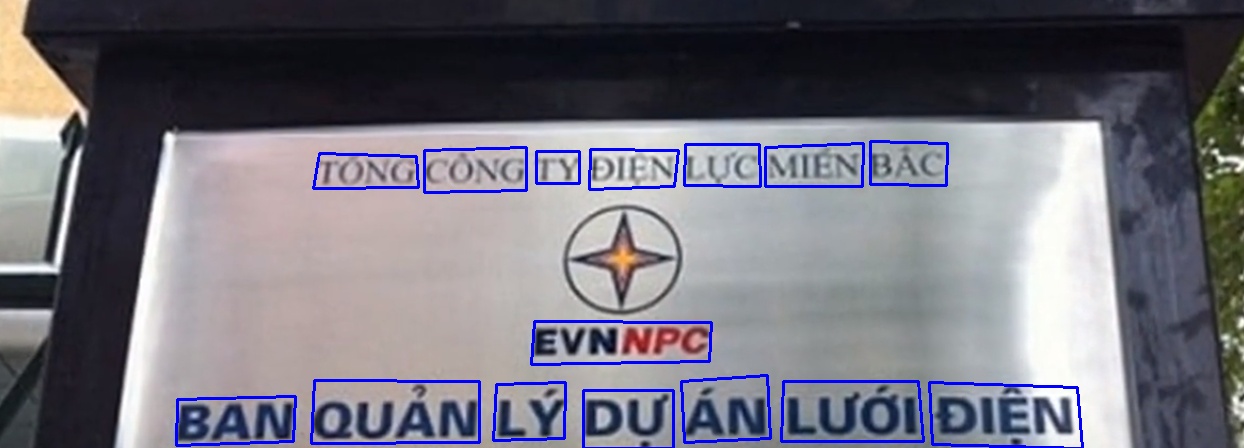 TỔNG CÔNG TY ĐIỆN LỰC MIỀN BẮC
EVNNPC
BAN QUẢN LÝ DỰ ÁN LƯỚI ĐIỆN